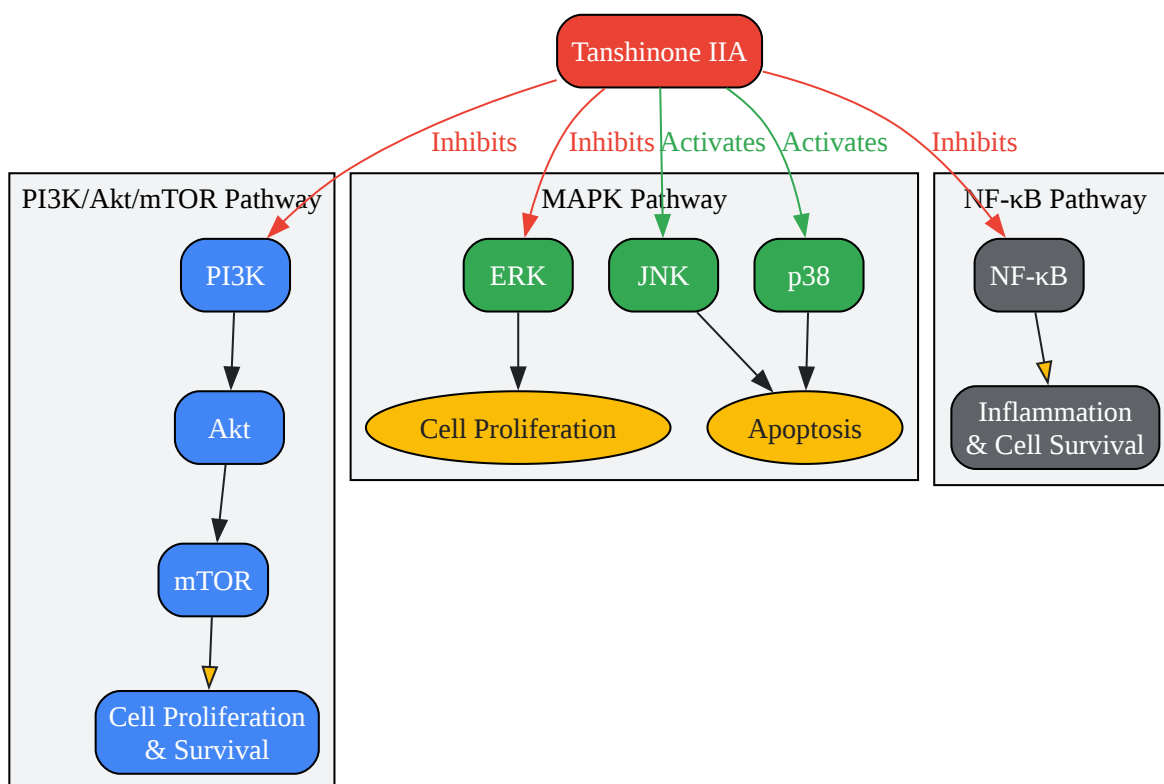 Tanshinone IIA
Inhibits
Inhibits
Activates
Activates
Inhibits
PI3K/Akt/mTOR Pathway
MAPK Pathway
NF-κB Pathway
PI3K
ERK
JNK
p38
NF-κB
Akt
Cell Proliferation
Apoptosis
Inflammation
& Cell Survival
mTOR
Cell Proliferation
& Survival